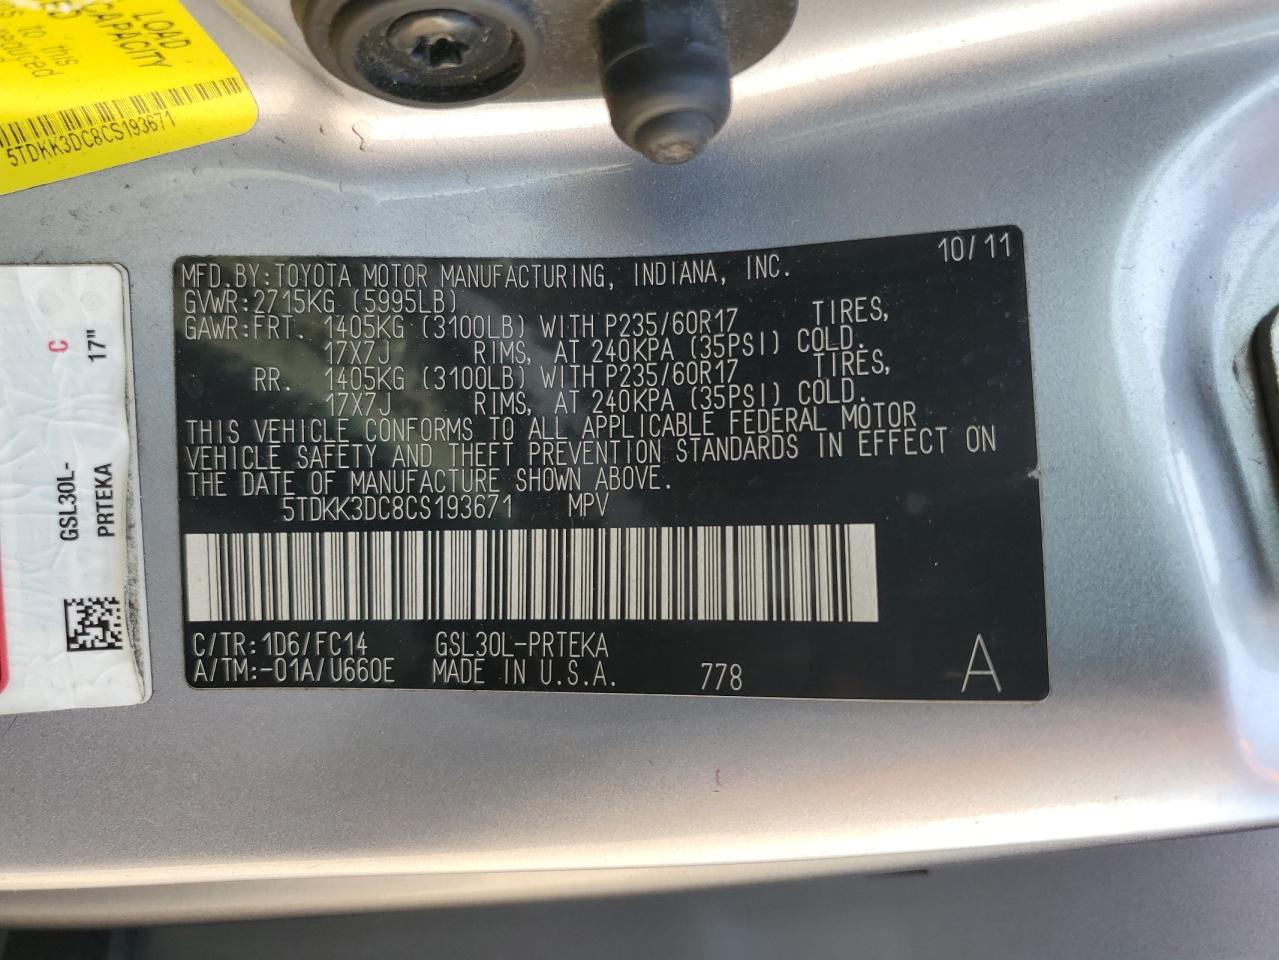 LOAD
CAPACITY
to this
reduced
5TDKK3DC8CS193671
C
17"
GSL30L-
PRTEKA
10/11
MFD.BY:TOYOTA MOTOR MANUFACTURING, INDIANA, INC.
GVWR:2715KG (5995LB)
GAWR:FRT. 1405KG (3100LB) WITH P235/60R17 TIRES,
17X7J RIMS, AT 240KPA (35PSI) COLD.
RR. 1405KG (3100LB) WITH P235/60R17 TIRES,
17X7J RIMS, AT 240KPA (35PSI) COLD.
THIS VEHICLE CONFORMS TO ALL APPLICABLE FEDERAL MOTOR
VEHICLE SAFETY AND THEFT PREVENTION STANDARDS IN EFFECT ON
THE DATE OF MANUFACTURE SHOWN ABOVE.
5TDKK3DC8CS193671 MPV
C/TR:1D6/FC14 GSL30L-PRTEKA
A/TM:-01A/U660E MADE IN U.S.A. 778 A